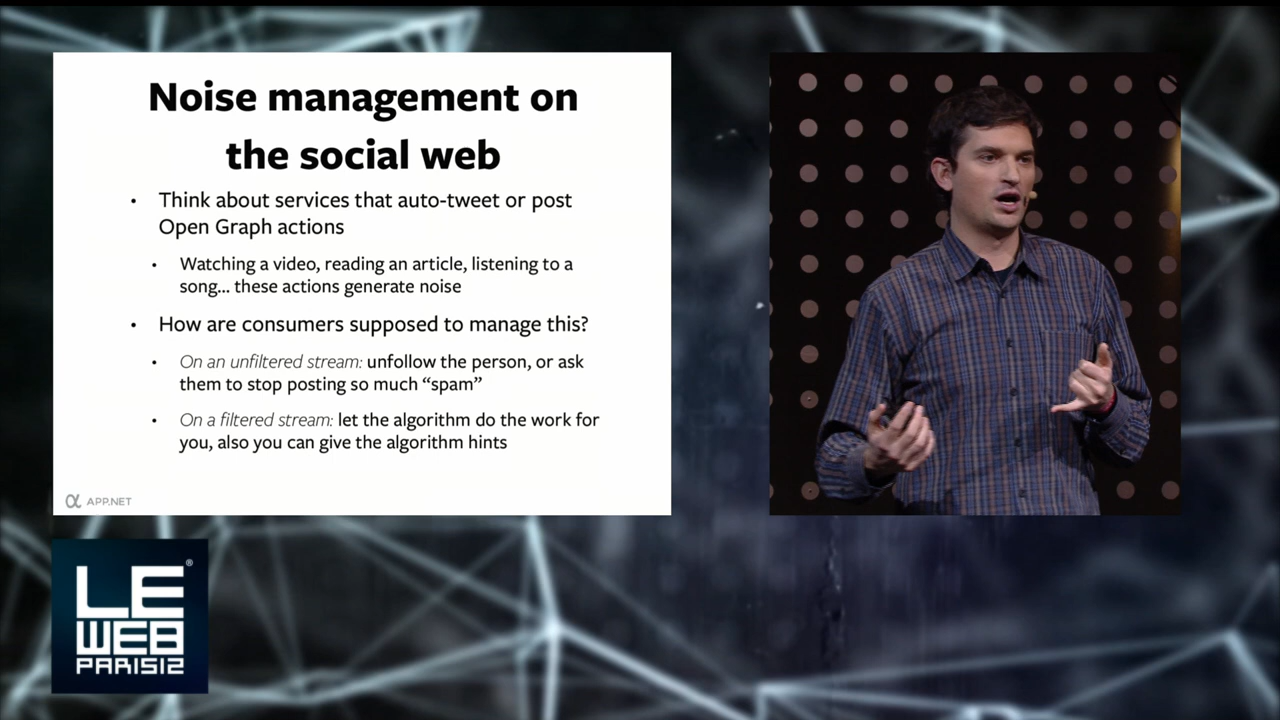 Noise management on
the social web
• Think about services that auto-tweet or post
Open Graph actions
• Watching a video, reading an article, listening to a
song... these actions generate noise
• How are consumers supposed to manage this?
• On an unfiltered stream: unfollow the person, or ask
them to stop posting so much “spam”
• On a filtered stream: let the algorithm do the work for
you, also you can give the algorithm hints
α APP.NET
LE®
WEB
PARIS12